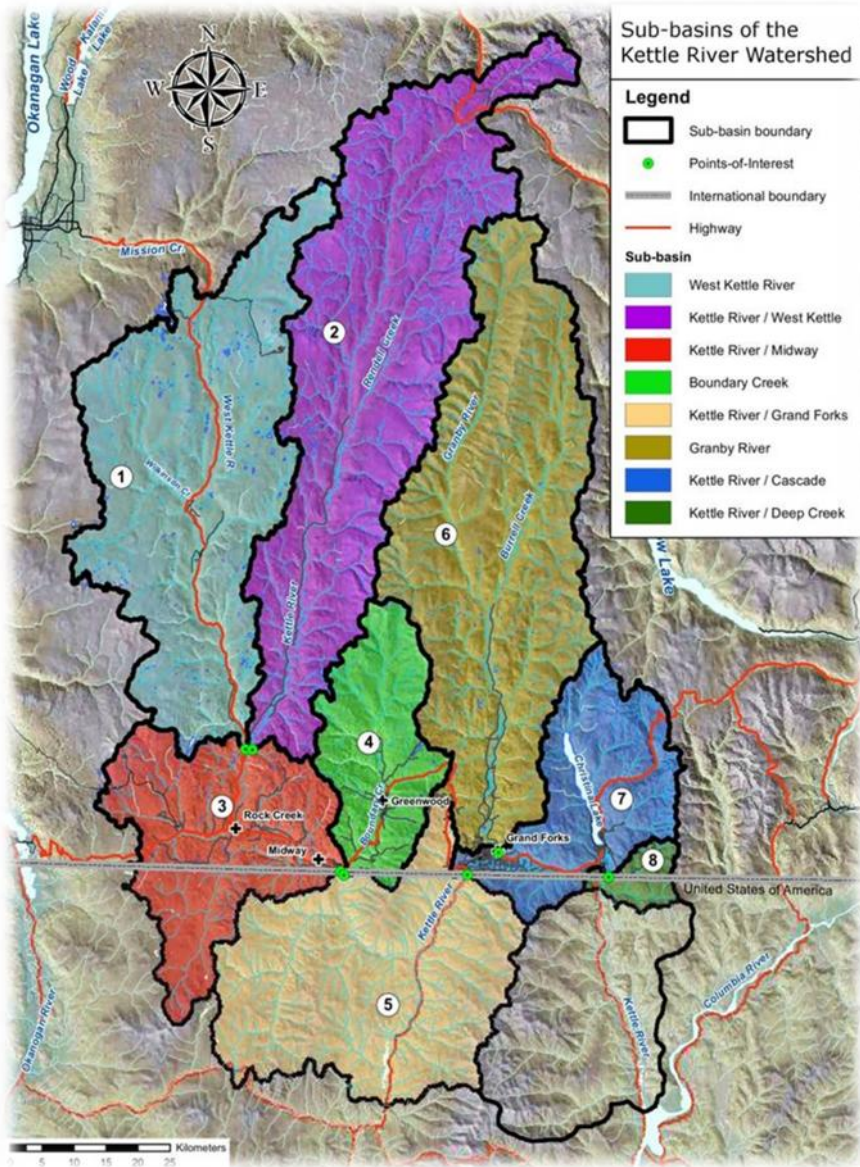 Sub-basins of the
Kettle River Watershed
Legend
Sub-basin boundary
Points-of-Interest
International boundary
Highway
Sub-basin
West Kettle River
Kettle River / West Kettle
Kettle River / Midway
Boundary Creek
Kettle River / Grand Forks
Granby River
Kettle River / Cascade
Kettle River / Deep Creek
N
W E
S
Okanagan Lake
Wood
Lake
Lake
Mission Cr.
1
2
Rendell Creek
West Kettle R.
Wilkinson Cr.
Granby River
6
Burrell Creek
ow Lake
Kettle River
4
3
Rock Creek
Boundary Cr.
Greenwood
Midway
Christina Lake
7
Grand Forks
8
United States of America
Kettle River
5
Kettle River
Columbia River
Okanogan River
0 5 10 15 20 25 Kilometers